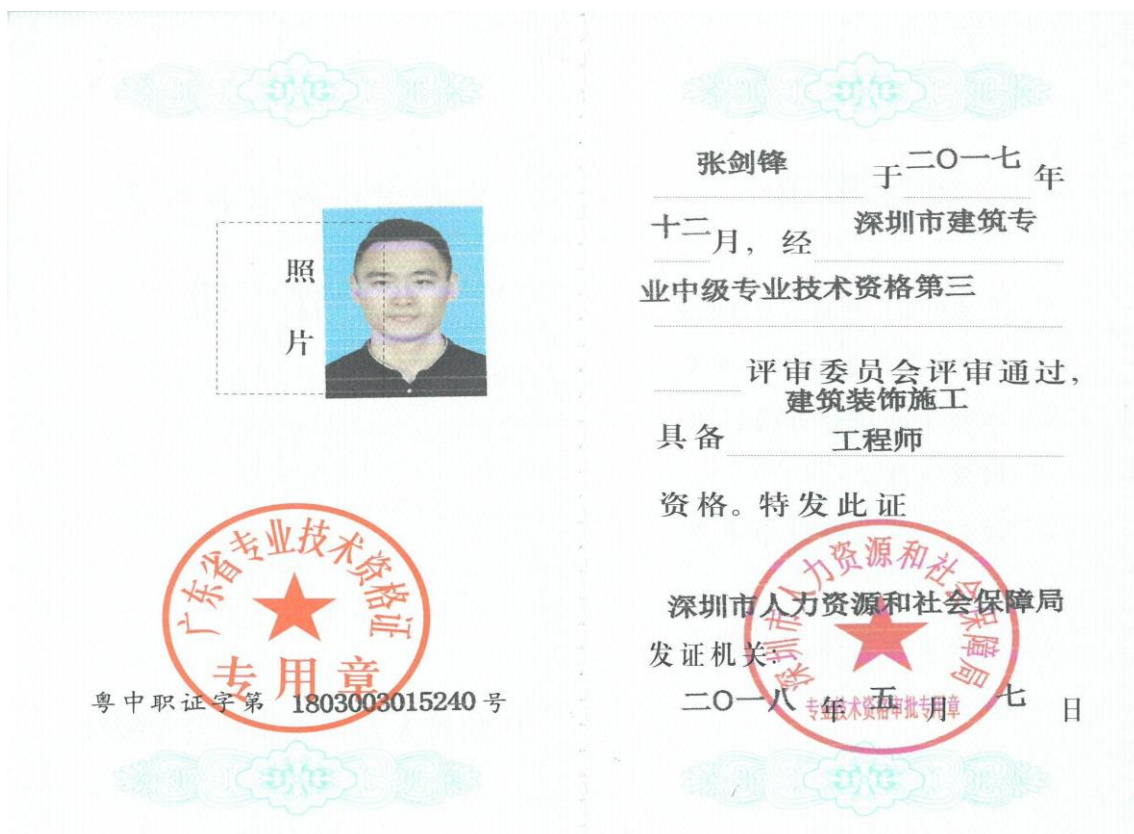 照
片
广东省专业技术资格证
专用章
粤中职证字第 1803003015240 号
张剑锋 于二〇一七年
十二月，经 深圳市建筑专
业中级专业技术资格第三
评审委员会评审通过，
建筑装饰施工
具备 工程师
资格。特发此证
深圳市人力资源和社会保障局
深圳市人力资源和社会保障局
发证机关：
二〇一八年五月七日
专业技术资格审批专用章